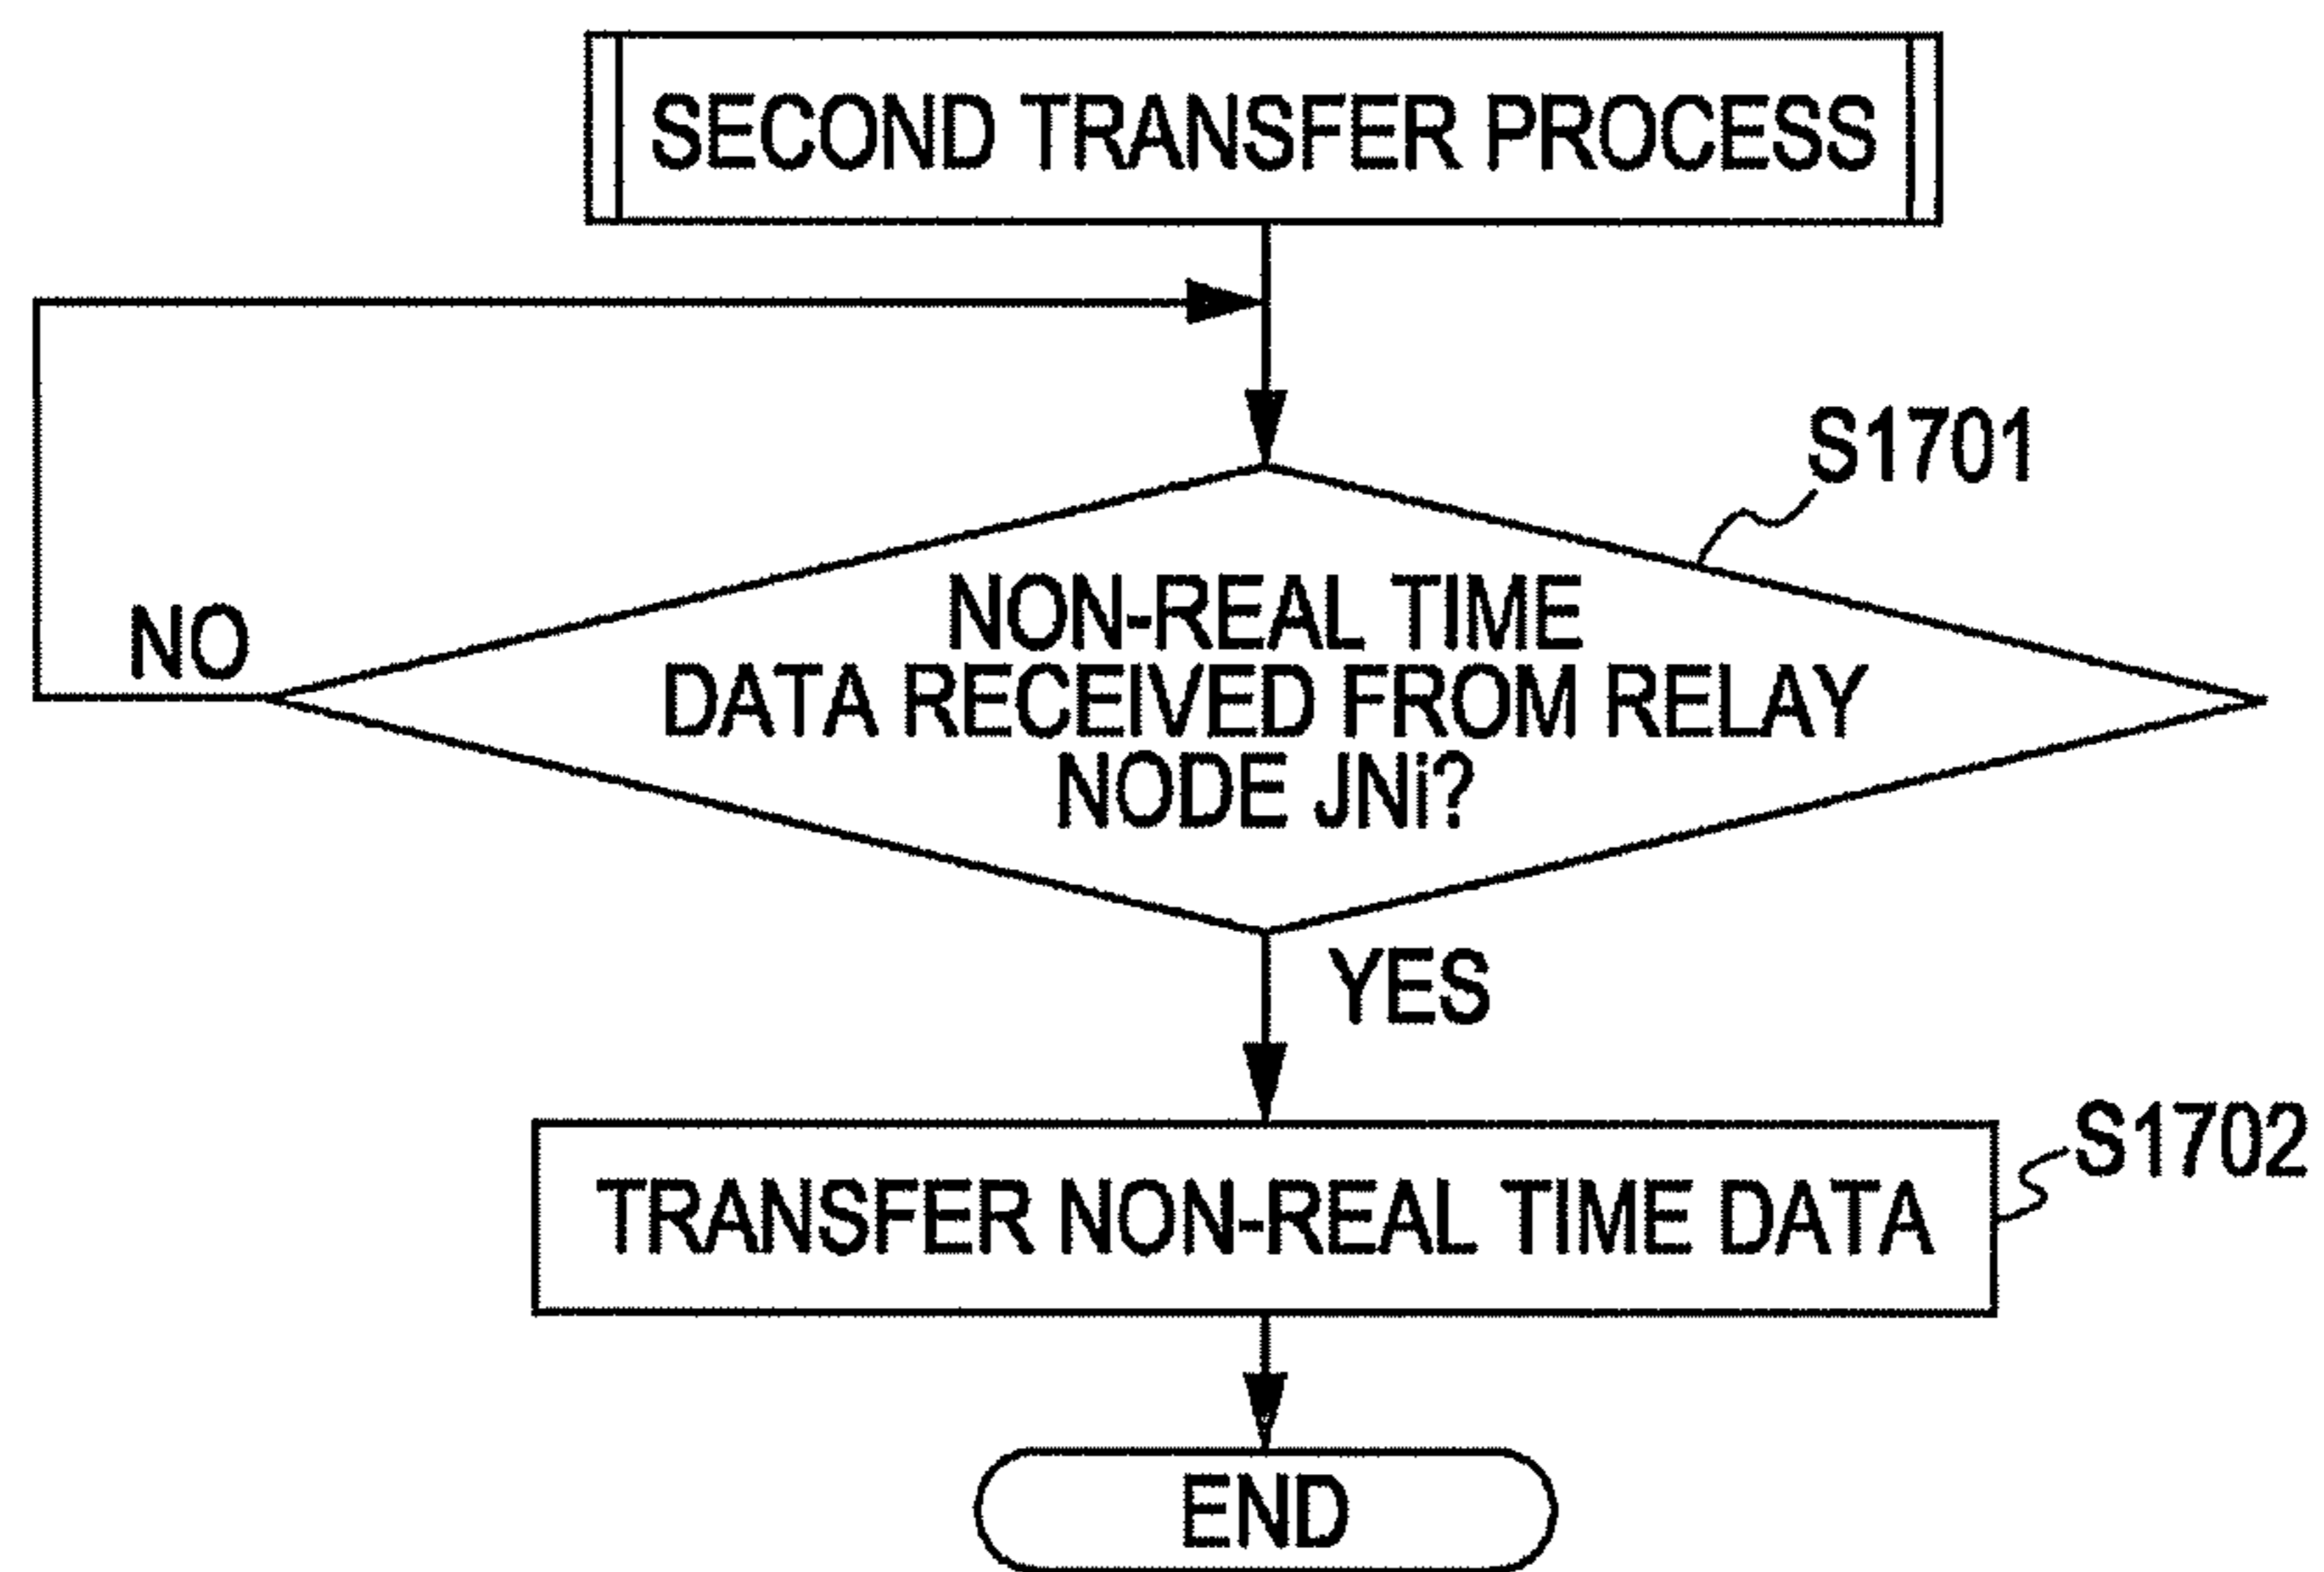 SECOND TRANSFER PROCESS
S1701
NON-REAL TIME
NO
DATA RECEIVED FROM RELAY
NODE JNi?
YES
S1702
TRANSFER NON-REAL TIME DATA
END